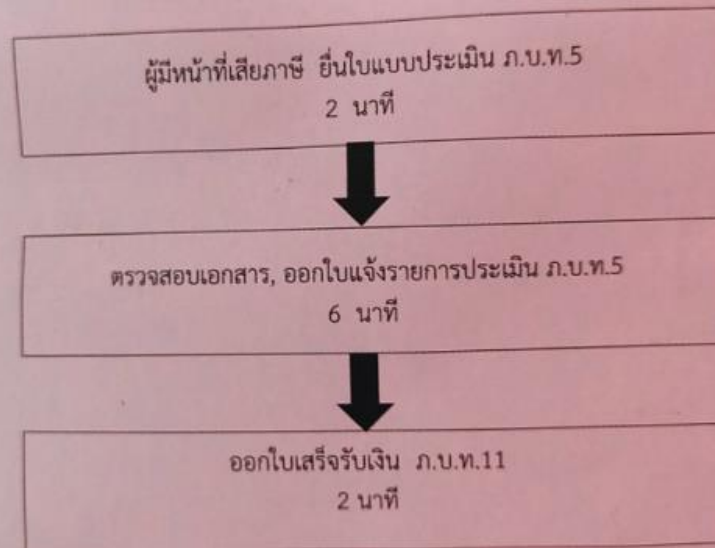 ผู้มีหน้าที่เสียภาษี ยื่นใบแบบประเมิน ภ.บ.ท.5
2 นาที
ตรวจสอบเอกสาร, ออกใบแจ้งรายการประเมิน ภ.บ.ท.5
6 นาที
ออกใบเสร็จรับเงิน ภ.บ.ท.11
2 นาที